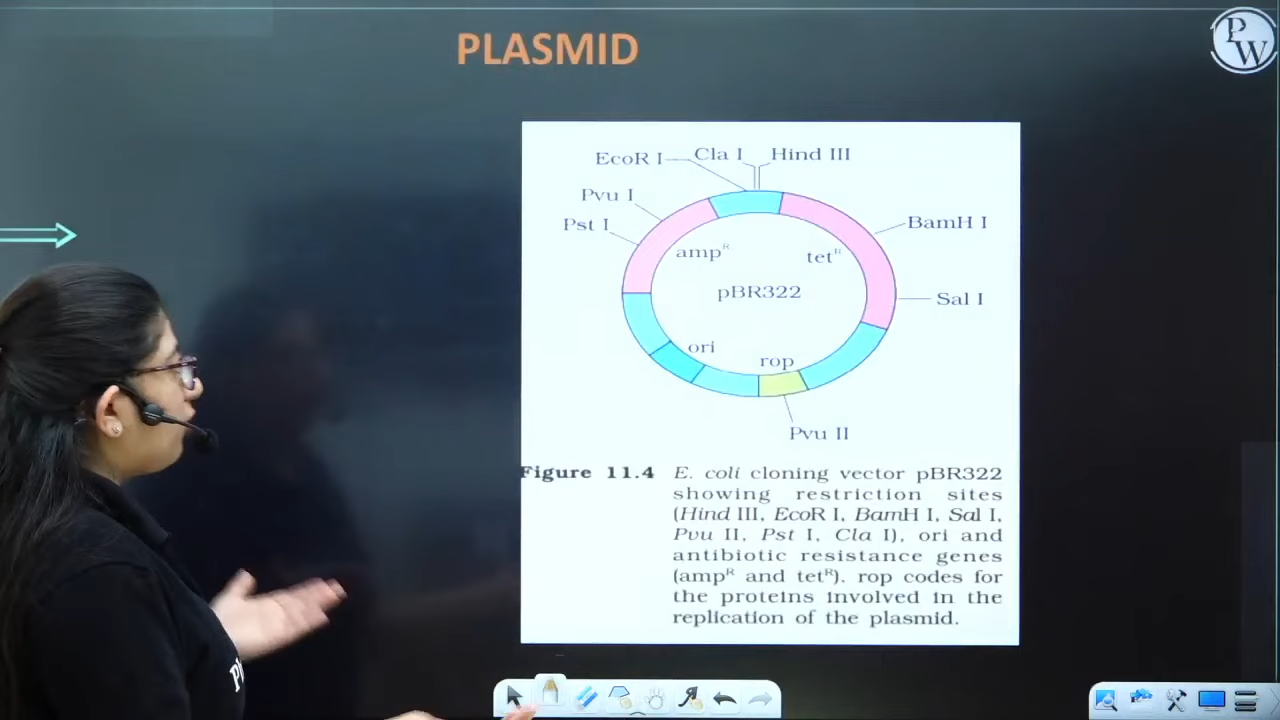 PLASMID
PW
EcoR I
Cla I
Hind III
Pvu I
Pst I
BamH I
amp^R
tet^R
pBR322
Sal I
ori
rop
Pvu II
Figure 11.4 E. coli cloning vector pBR322
showing restriction sites
(Hind III, EcoR I, BamH I, Sal I,
Pvu II, Pst I, Cla I), ori and
antibiotic resistance genes
(amp^R and tet^R). rop codes for
the proteins involved in the
replication of the plasmid.